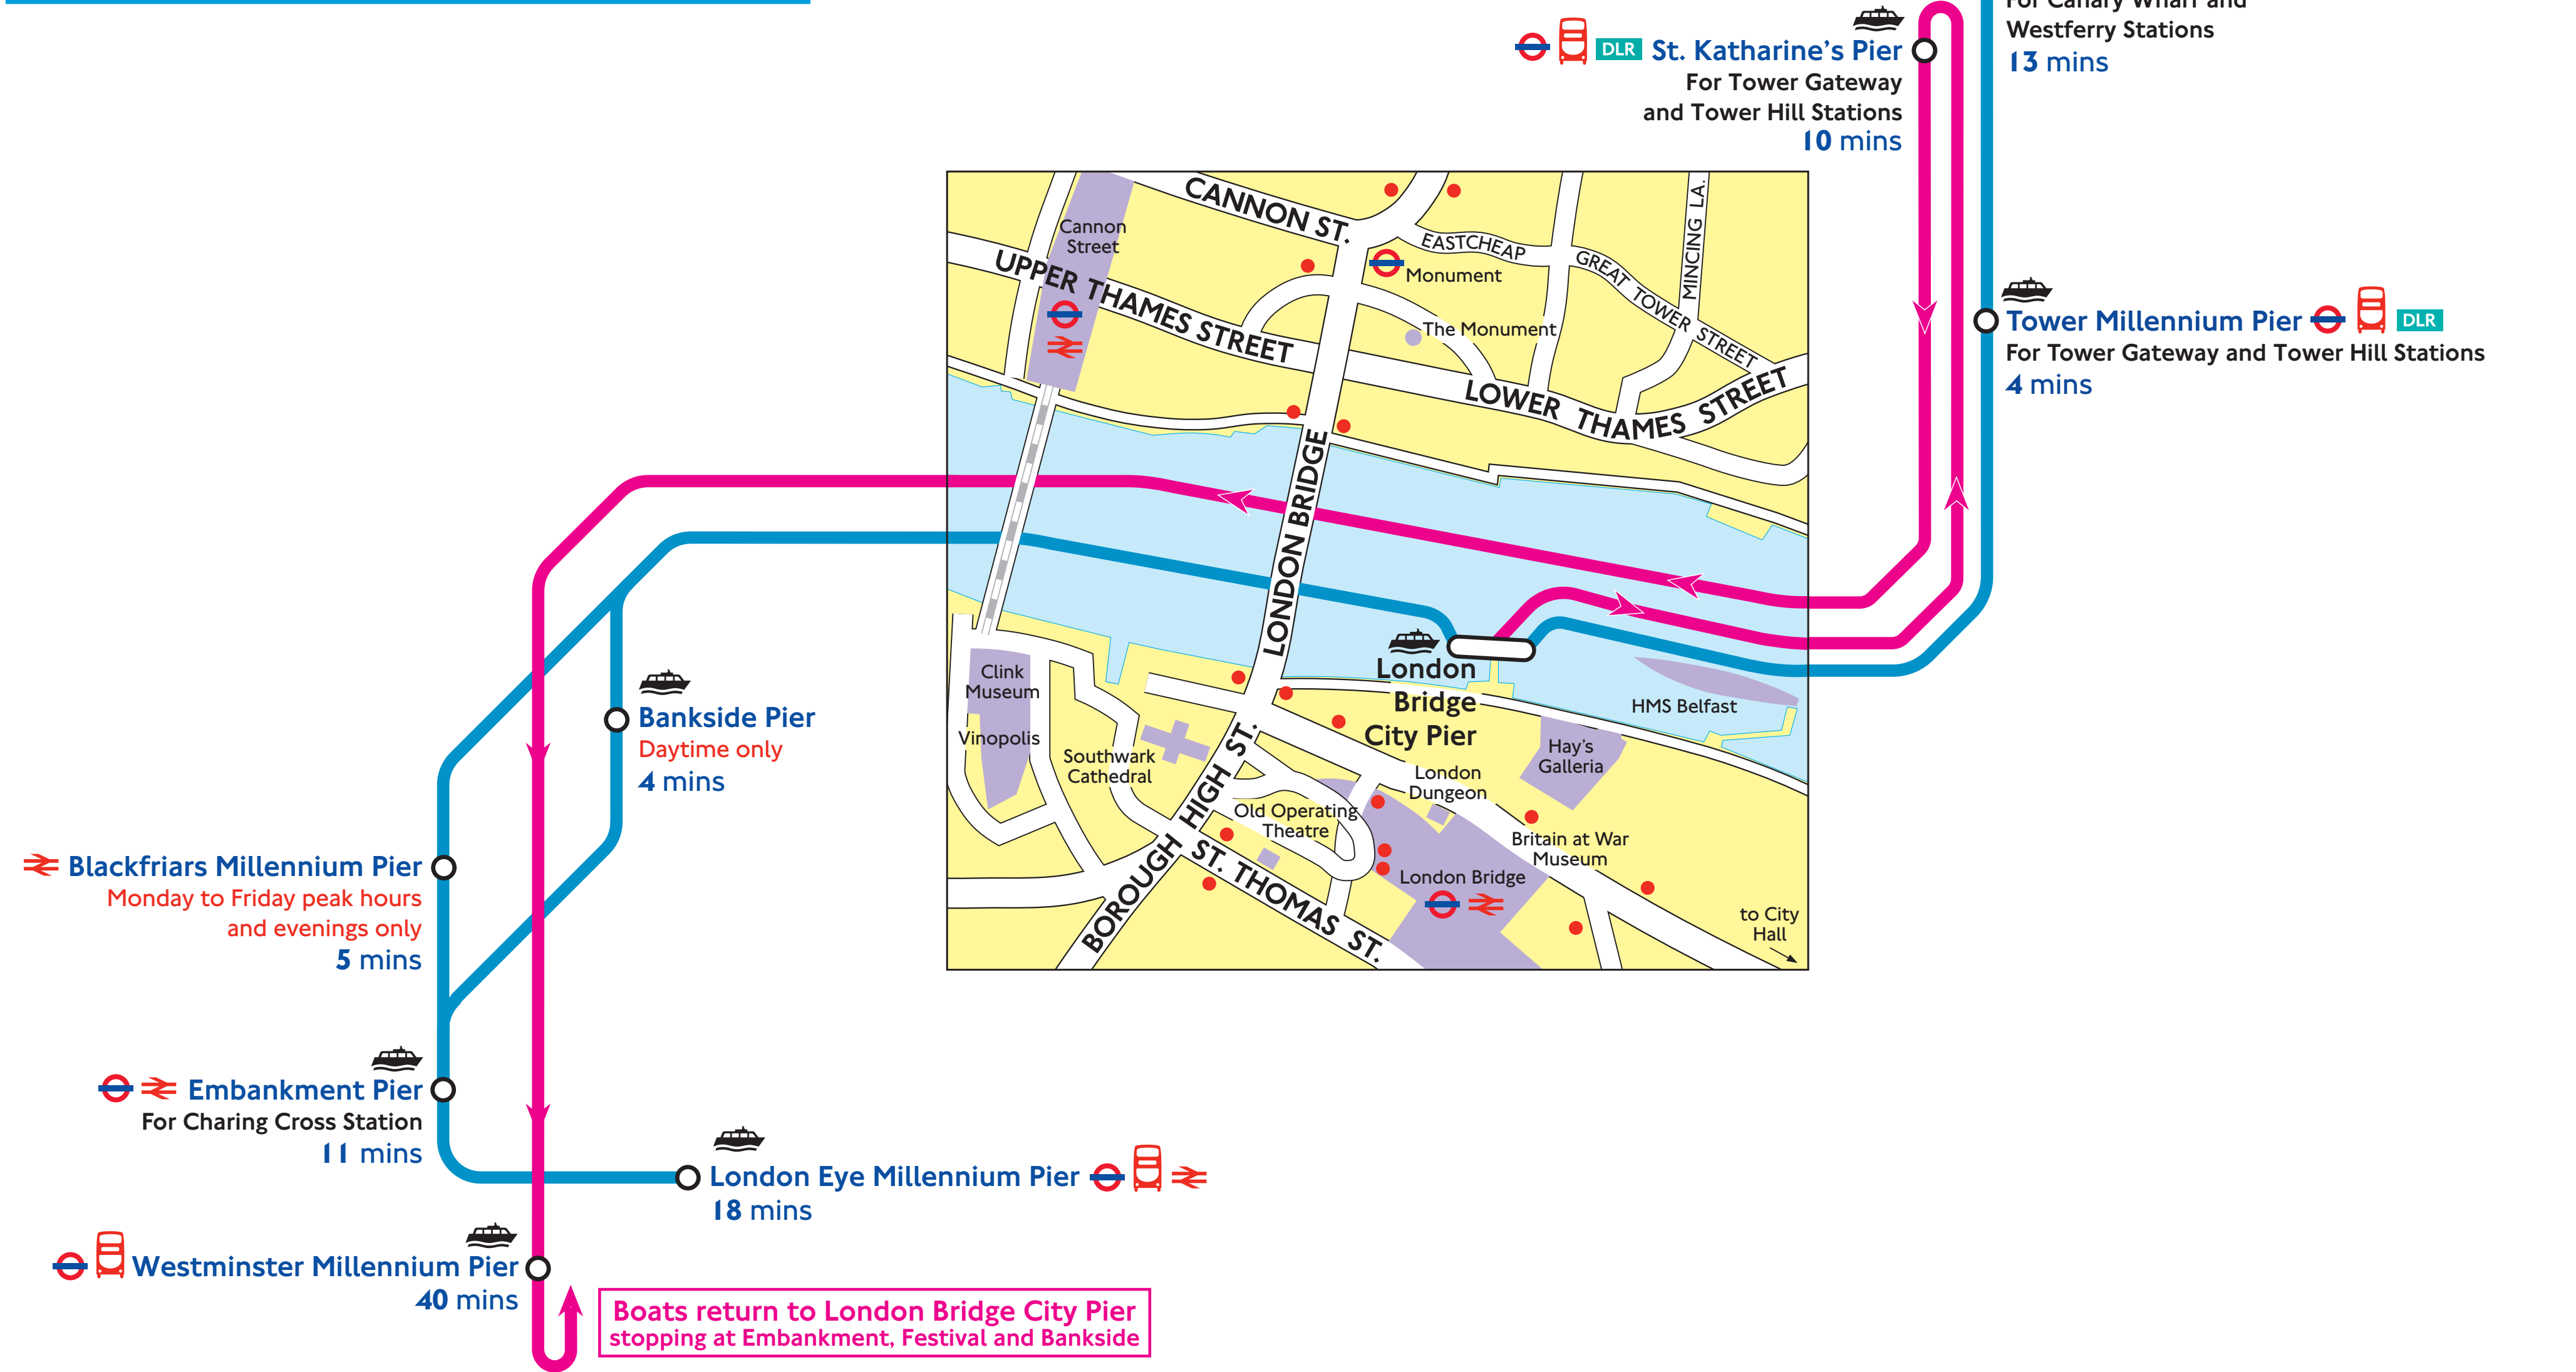 For Canary Wharf and
Westferry Stations
13 mins
DLR St. Katharine's Pier
For Tower Gateway
and Tower Hill Stations
10 mins
Tower Millennium Pier DLR
For Tower Gateway and Tower Hill Stations
4 mins
CANNON ST.
Cannon
Street
UPPER THAMES STREET
EASTCHEAP
Monument
GREAT TOWER STREET
MINCING LA.
The Monument
LOWER THAMES STREET
LONDON BRIDGE
London
Bridge
City Pier
HMS Belfast
Clink
Museum
Vinopolis
Southwark
Cathedral
BOROUGH HIGH ST.
Hay's
Galleria
London
Dungeon
Old Operating
Theatre
Britain at War
Museum
London Bridge
ST. THOMAS ST.
to City
Hall
Bankside Pier
Daytime only
4 mins
Blackfriars Millennium Pier
Monday to Friday peak hours
and evenings only
5 mins
Embankment Pier
For Charing Cross Station
11 mins
London Eye Millennium Pier
18 mins
Westminster Millennium Pier
40 mins
Boats return to London Bridge City Pier
stopping at Embankment, Festival and Bankside